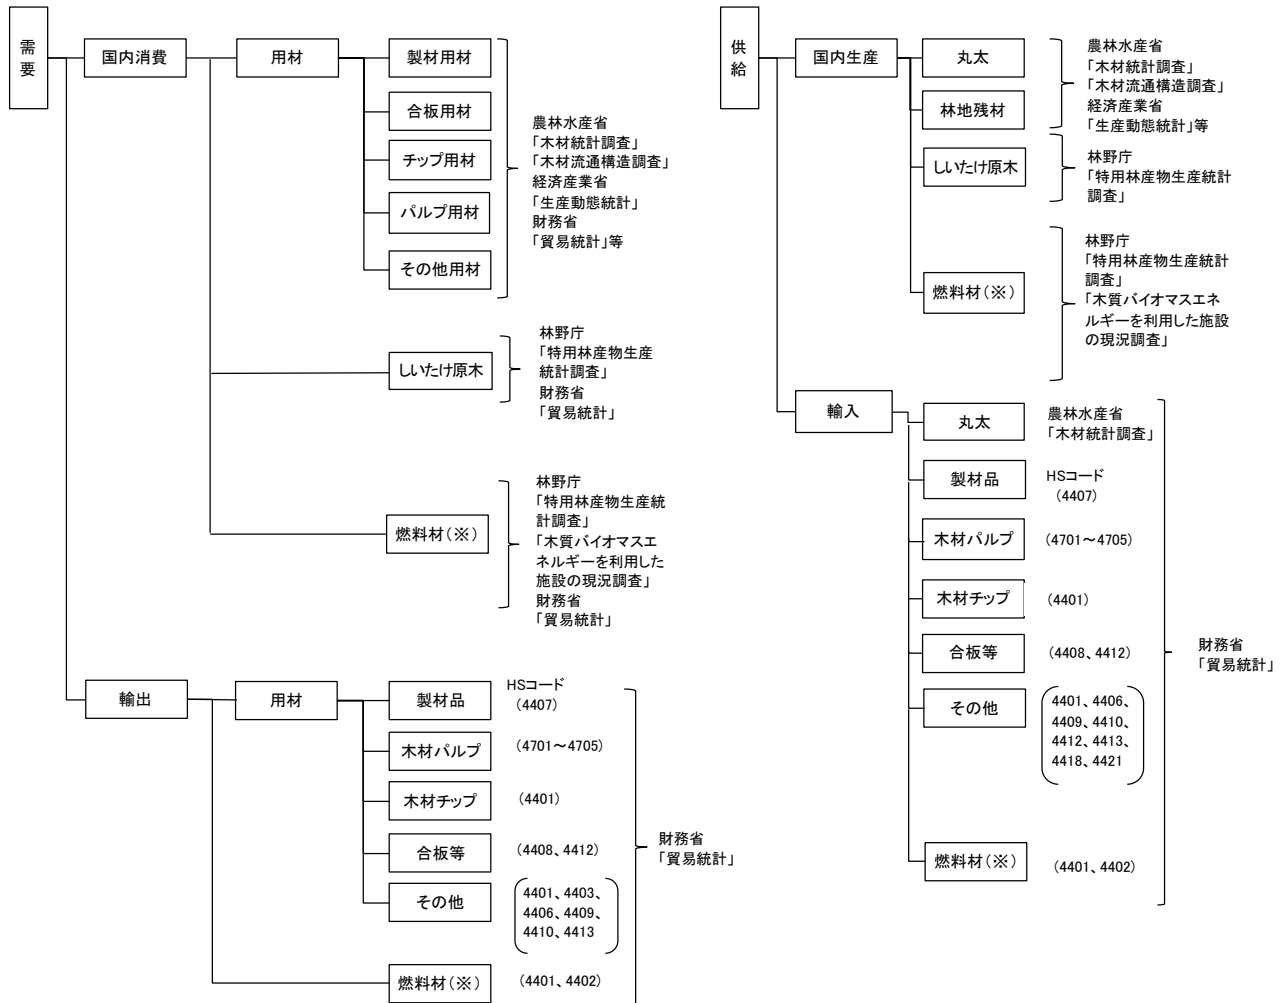 需要
国内消費
用材
製材用材
合板用材
チップ用材
パルプ用材
その他用材
農林水産省
「木材統計調査」
「木材流通構造調査」
経済産業省
「生産動態統計」
財務省
「貿易統計」等
しいたけ原木
林野庁
「特用林産物生産
統計調査」
財務省
「貿易統計」
燃料材(※)
林野庁
「特用林産物生産統
計調査」
「木質バイオマスエ
ネルギーを利用した
施設の現況調査」
財務省
「貿易統計」
輸出
用材
製材品
HSコード
(4407)
木材パルプ
(4701～4705)
木材チップ
(4401)
合板等
(4408、4412)
その他
4401、4403、
4406、4409、
4410、4413
燃料材(※)
(4401、4402)
財務省
「貿易統計」
供給
国内生産
丸太
林地残材
農林水産省
「木材統計調査」
「木材流通構造調査」
経済産業省
「生産動態統計」等
しいたけ原木
林野庁
「特用林産物生産統計
調査」
燃料材(※)
林野庁
「特用林産物生産統計
調査」
「木質バイオマスエネ
ルギーを利用した施設
の現況調査」
輸入
丸太
農林水産省
「木材統計調査」
製材品
HSコード
(4407)
木材パルプ
(4701～4705)
木材チップ
(4401)
合板等
(4408、4412)
その他
4401、4406、
4409、4410、
4412、4413、
4418、4421
燃料材(※)
(4401、4402)
財務省
「貿易統計」